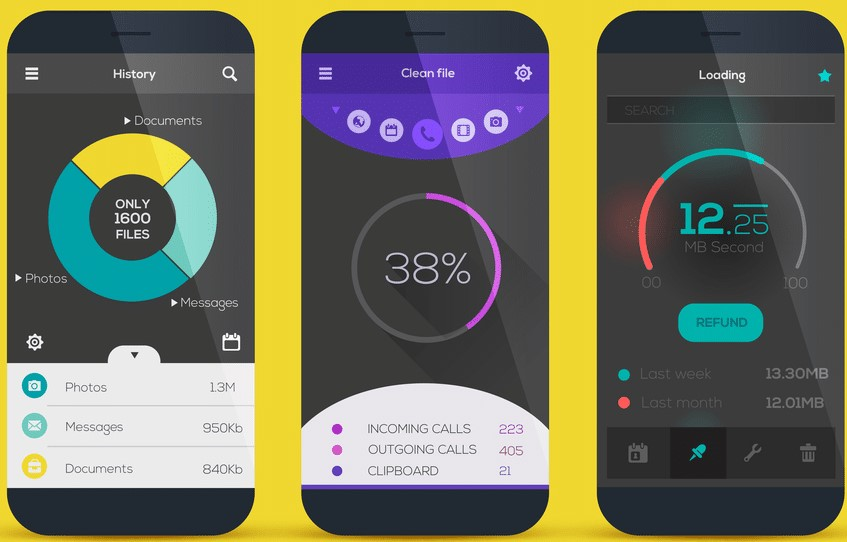 History
Documents
ONLY
1600
FILES
Photos
Messages
Photos 1.3M
Messages 950Kb
Documents 840Kb
Clean file
38%
INCOMING CALLS 223
OUTGOING CALLS 405
CLIPBOARD 21
Loading
SEARCH
12.25
MB Second
00 100
REFUND
Last week 13.30MB
Last month 12.01MB